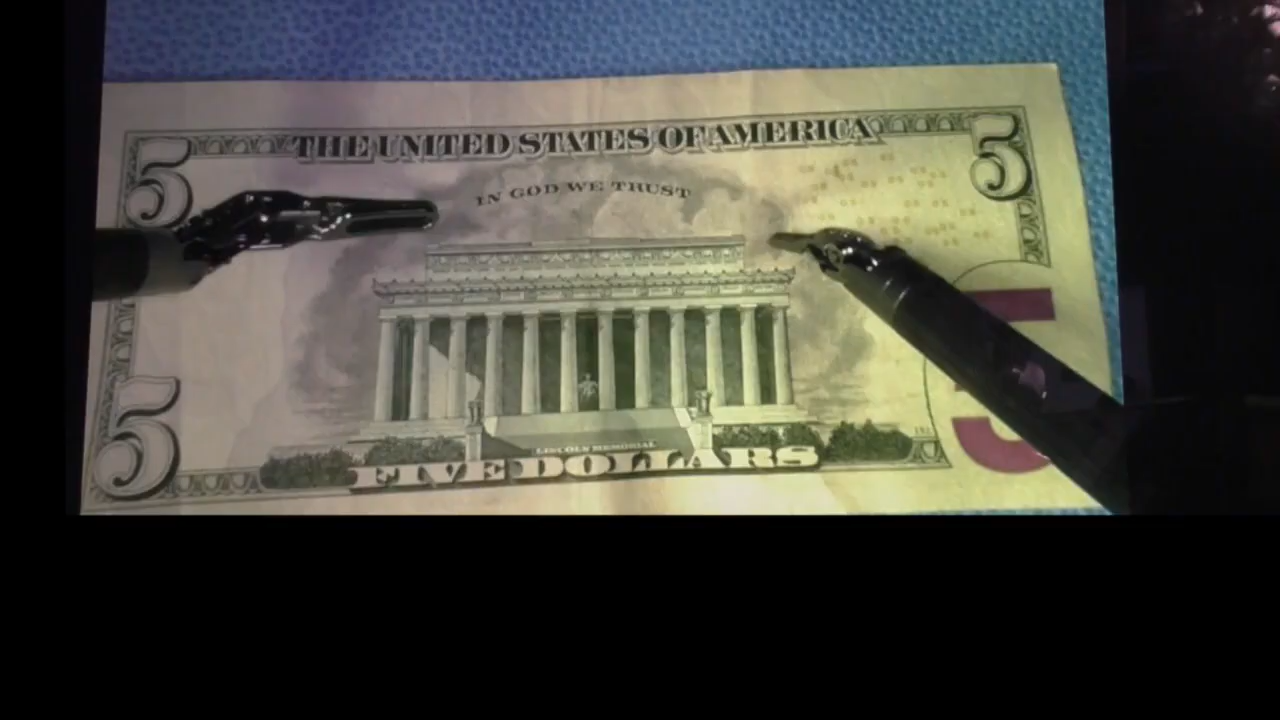 5 THE UNITED STATES OF AMERICA 5
IN GOD WE TRUST
5
5 LINCOLN MEMORIAL
FIVE DOLLARS